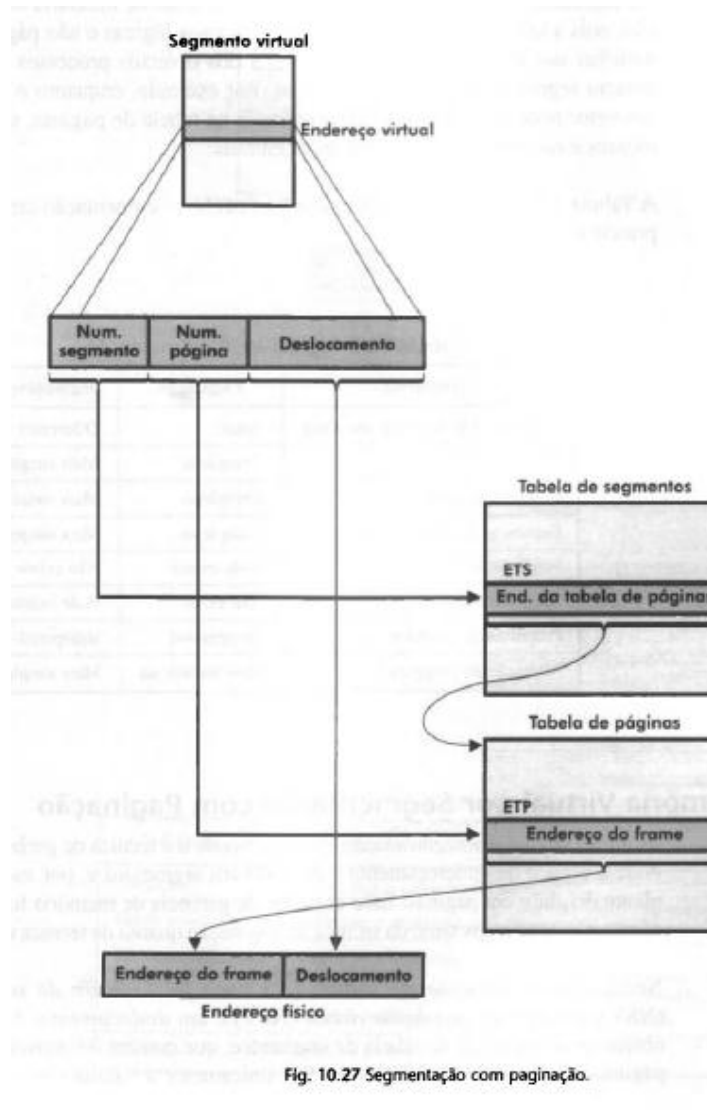 Segmento virtual
Endereço virtual
Num. segmento
Num. página
Deslocamento
Tabela de segmentos
ETS
End. da tabela de página
Tabela de páginas
ETP
Endereço do frame
Endereço do frame
Deslocamento
Endereço físico
Fig. 10.27 Segmentação com paginação.